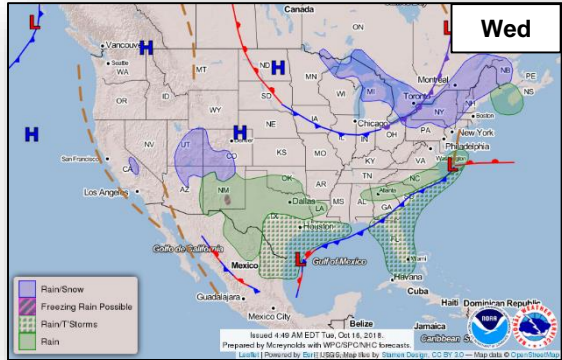 Wed
Canada
L
L
Vancouver
H
ON
Seattle
WA
MT
ND
H
MN
Montreal
NB
PE
OR
ID
SD
WI
MI
Toronto
NH
NS
WY
NY
Boston
H
IA
Chicago
New York
H
NE
PA
Philadelphia
NV
UT
Denver
CO
IL
IN
OH
WV
Washington
San Francisco
KS
MO
KY
VA
L
CA
OK
TN
NC
Los Angeles
AZ
NM
AR
Atlanta
Dallas
MS
AL
GA
SC
TX
LA
Houston
FL
Golfo de California
Mexico
L
Gulf of Mexico
Miami
Havana
Guadalajara
Cuba
Mexico City
Haiti
Dominican Republic
Belize
Jamaica
Caribbean
Rain/Snow
Freezing Rain Possible
Rain/T'Storms
Rain
Issued 4:49 AM EDT Tue, Oct 16, 2018.
Prepared by Mcreynolds with WPC/SPC/NHC forecasts.
Leaflet | Powered by Esri | USGS, Map tiles by Stamen Design, CC BY 3.0 — Map data © OpenStreetMap
NOAA